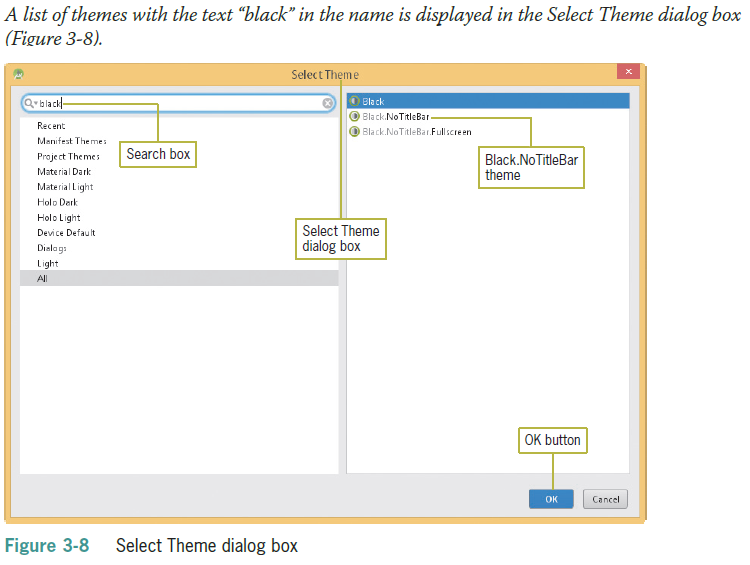 A list of themes with the text “black” in the name is displayed in the Select Theme dialog box
(Figure 3-8).
Select Theme
black
Recent
Manifest Themes
Project Themes
Material Dark
Material Light
Holo Dark
Holo Light
Device Default
Dialogs
Light
All
Search box
Select Theme
dialog box
Black
Black.NoTitleBar
Black.NoTitleBar.Fullscreen
Black.NoTitleBar
theme
OK button
OK
Cancel
Figure 3-8 Select Theme dialog box